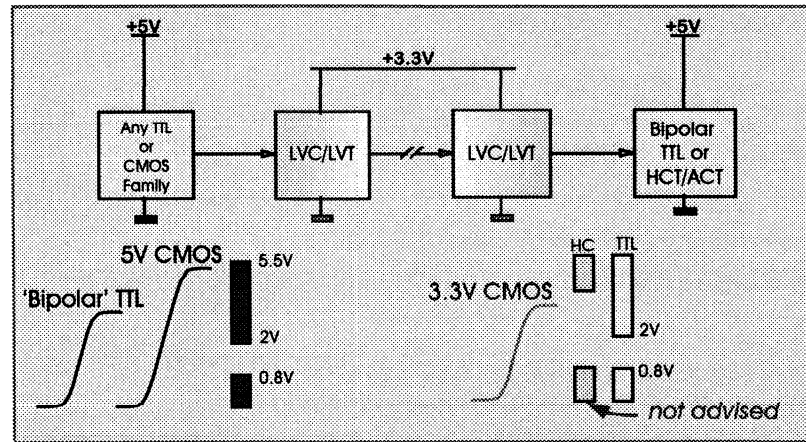 +5V
+5V
+3.3V
Any TTL
or
CMOS
Family
LVC/LVT
LVC/LVT
Bipolar
TTL or
HCT/ACT
5V CMOS
5.5V
'Bipolar' TTL
2V
0.8V
HC
TTL
3.3V CMOS
2V
0.8V
not advised